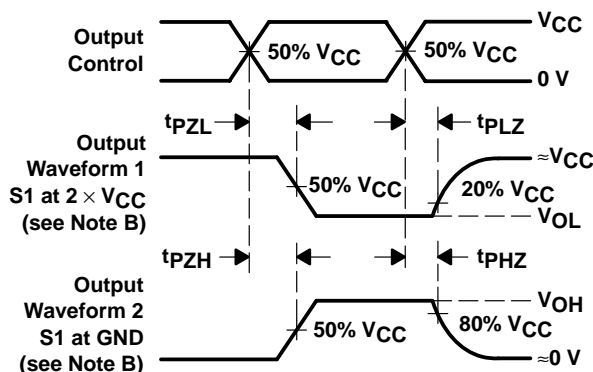 Output
Control
50% VCC
50% VCC
VCC
0 V
tPZL
tPLZ
Output
Waveform 1
S1 at 2 × VCC
(see Note B)
50% VCC
20% VCC
≈VCC
VOL
tPZH
tPHZ
Output
Waveform 2
S1 at GND
(see Note B)
50% VCC
80% VCC
VOH
≈0 V